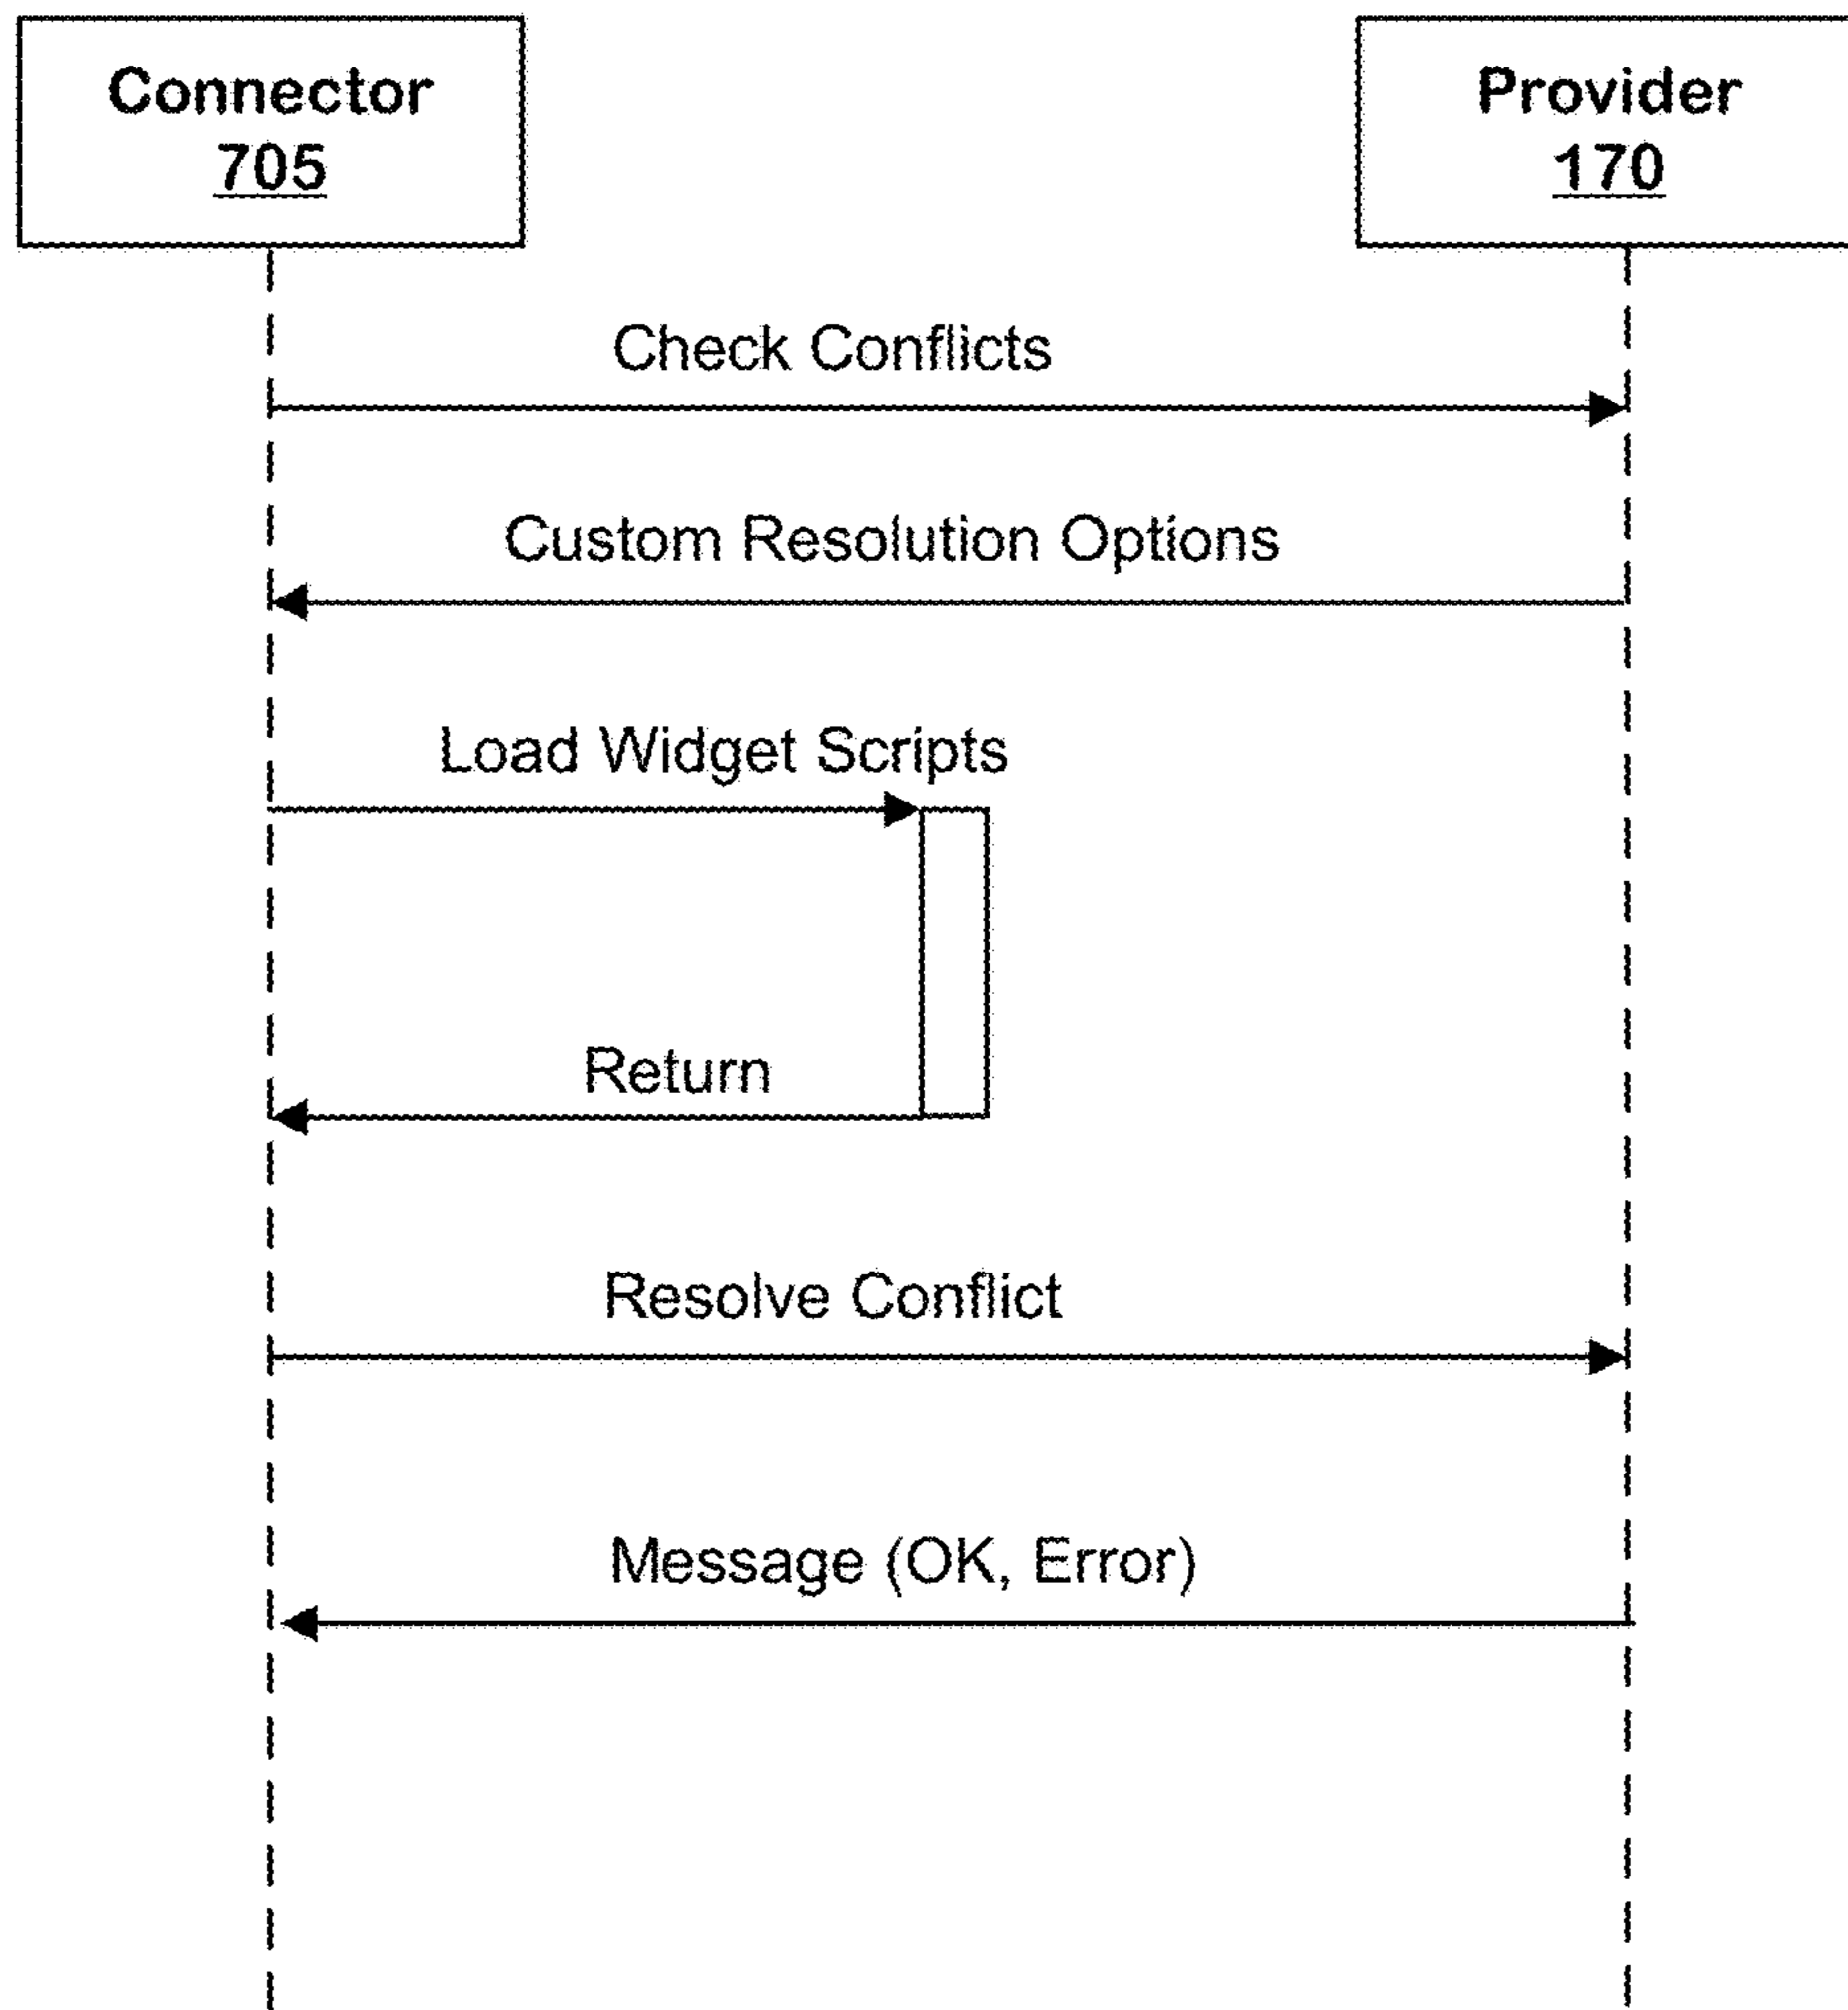 Connector
705
Provider
170
Check Conflicts
Custom Resolution Options
Load Widget Scripts
Return
Resolve Conflict
Message (OK, Error)